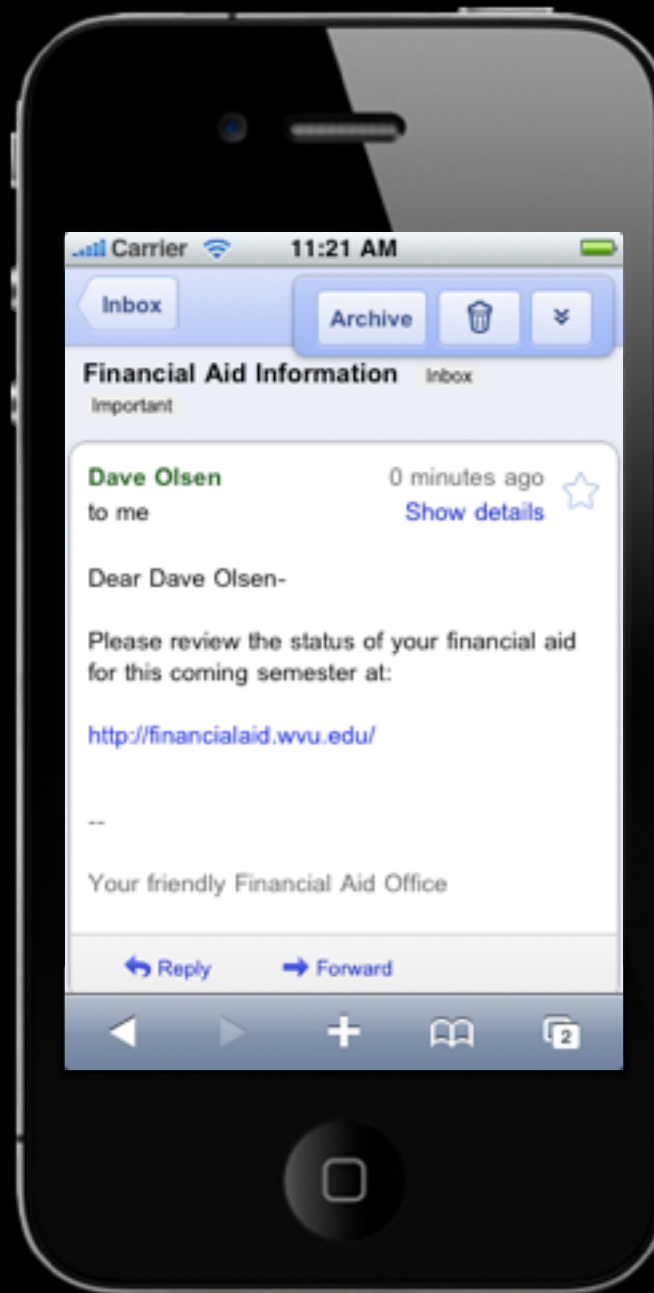 Carrier 11:21 AM
Inbox Archive
Financial Aid Information Inbox
Important
Dave Olsen 0 minutes ago
to me Show details
Dear Dave Olsen-
Please review the status of your financial aid
for this coming semester at:
http://financialaid.wvu.edu/
--
Your friendly Financial Aid Office
Reply Forward
2